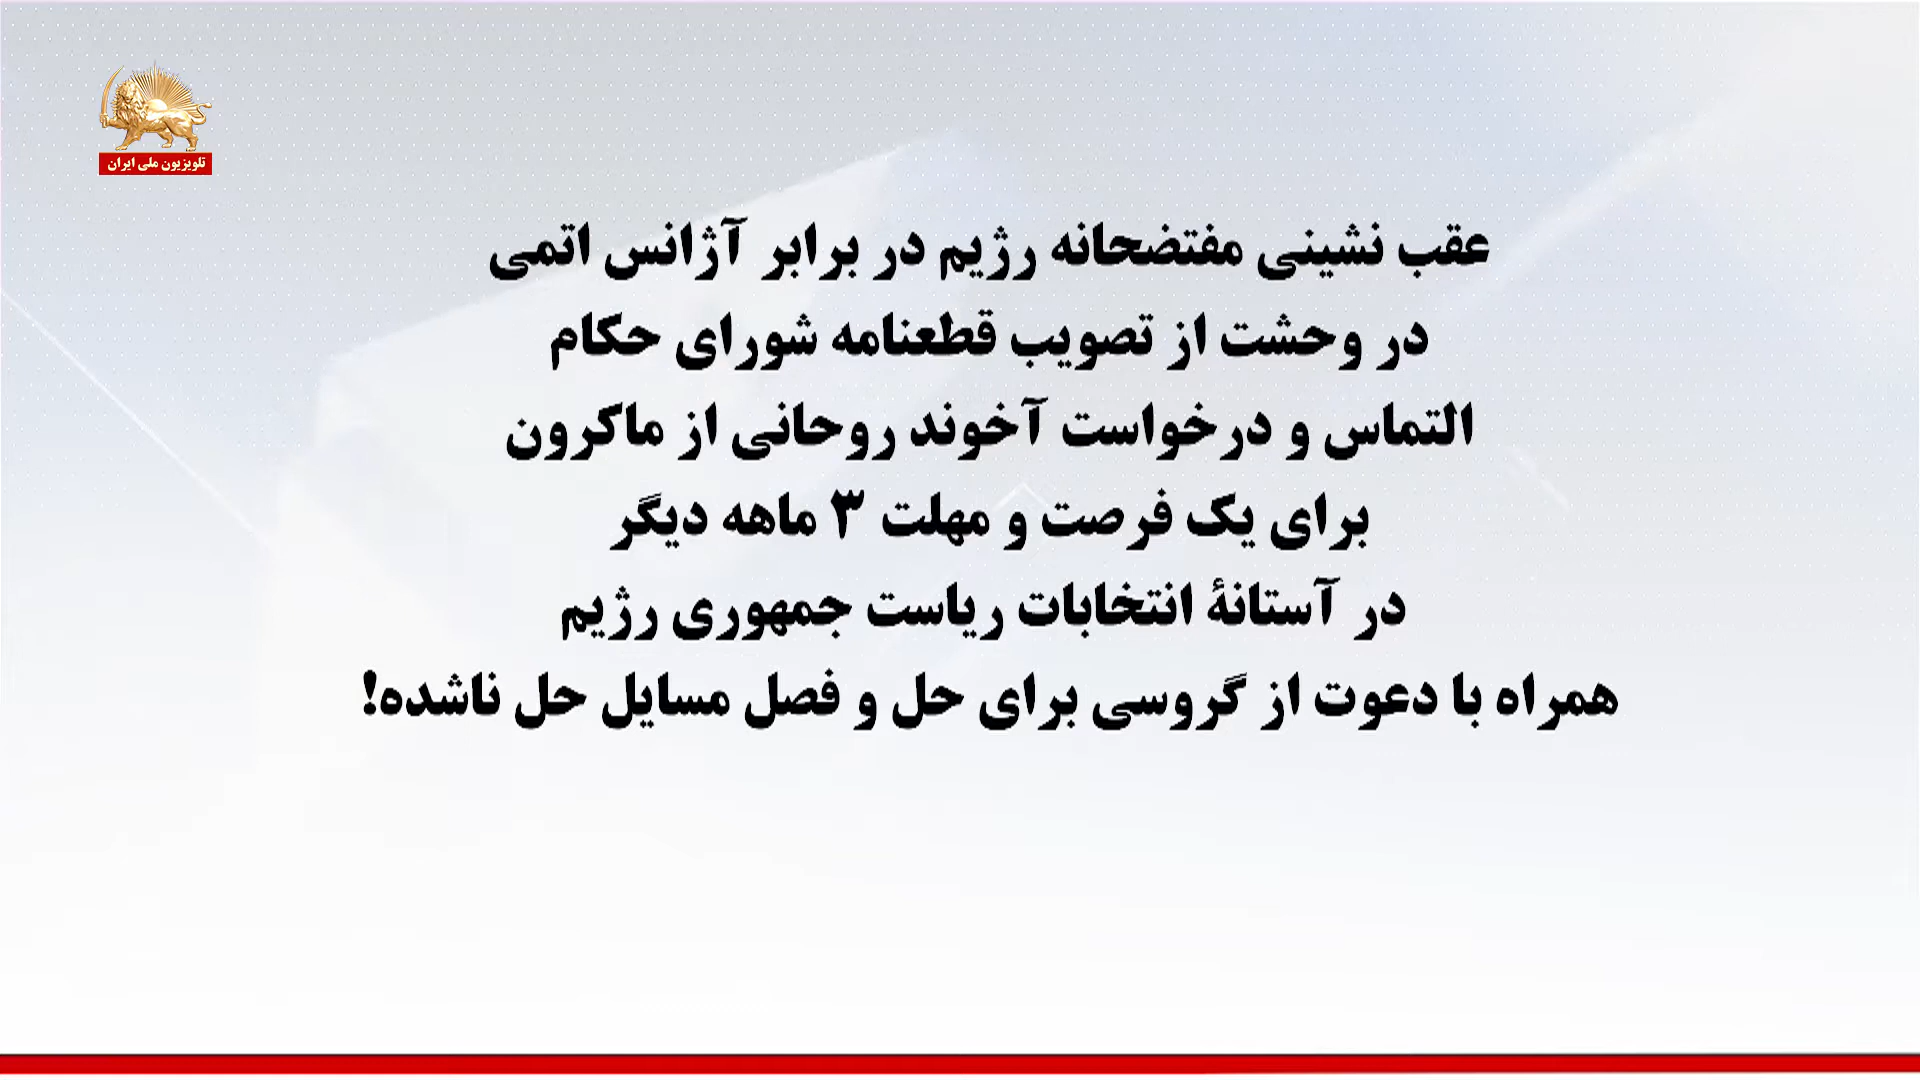 تلویزیون ملی ایران
عقب نشینی مفتضحانه رژیم در برابر آژانس اتمی
در وحشت از تصویب قطعنامه شورای حکام
التماس و درخواست آخوند روحانی از ماکرون
برای یک فرصت و مهلت ۳ ماهه دیگر
در آستانهٔ انتخابات ریاست جمهوری رژیم
همراه با دعوت از گروسی برای حل و فصل مسایل حل ناشده!